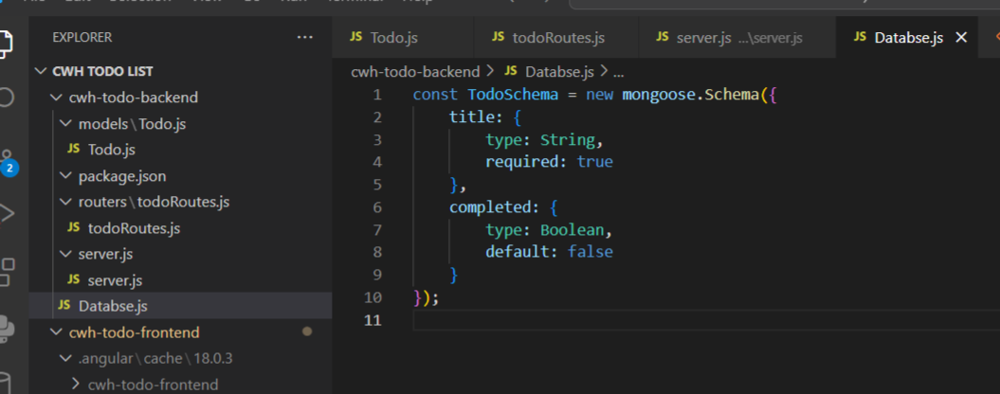 EXPLORER
CWH TODO LIST
cwh-todo-backend
models\Todo.js
JS Todo.js
package.json
routers\todoRoutes.js
JS todoRoutes.js
server.js
JS server.js
JS Databse.js
cwh-todo-frontend
.angular\cache\18.0.3
cwh-todo-frontend
2
JS Todo.js JS todoRoutes.js JS server.js ...\server.js JS Databse.js
cwh-todo-backend > JS Databse.js > ...
1 const TodoSchema = new mongoose.Schema({
2 title: {
3 type: String,
4 required: true
5 },
6 completed: {
7 type: Boolean,
8 default: false
9 }
10 });
11